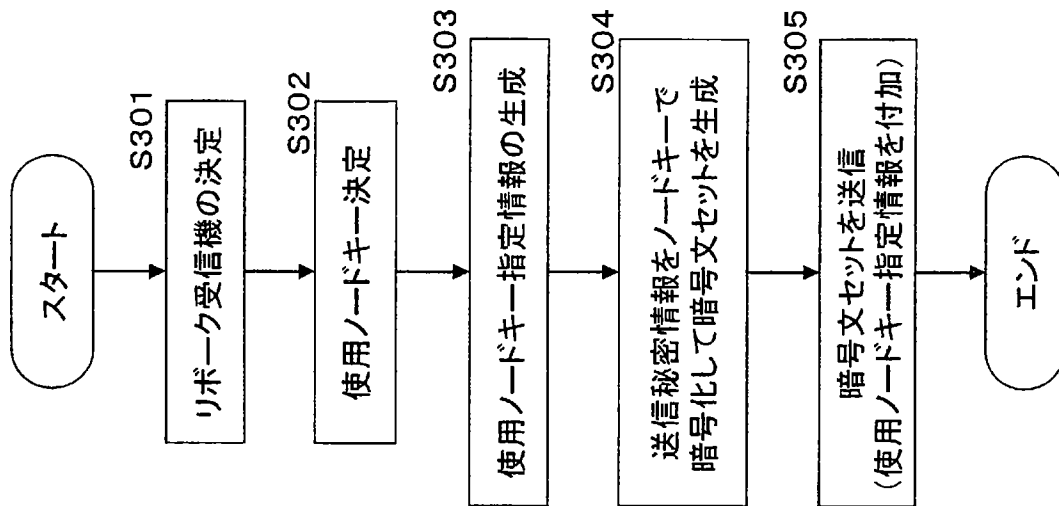 スタート
S301
リボーク受信機の決定
S302
使用ノードキー決定
S303
使用ノードキー指定情報の生成
S304
送信秘密情報をノードキーで
暗号化して暗号文セットを生成
S305
暗号文セットを送信
(使用ノードキー指定情報を付加)
エンド